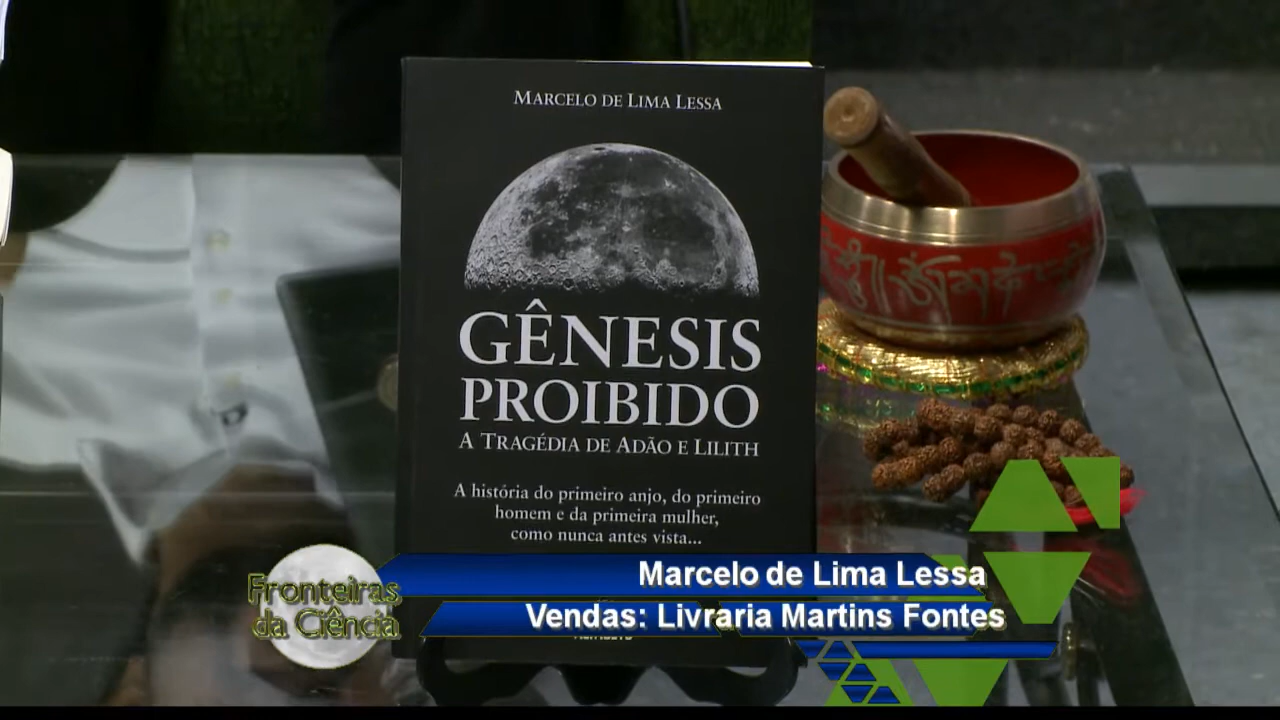 MARCELO DE LIMA LESSA
GÊNESIS
PROIBIDO
A TRAGÉDIA DE ADÃO E LILITH
A história do primeiro anjo, do primeiro
homem e da primeira mulher,
como nunca antes vista...
Fronteiras
da Ciência
Marcelo de Lima Lessa
Vendas: Livraria Martins Fontes